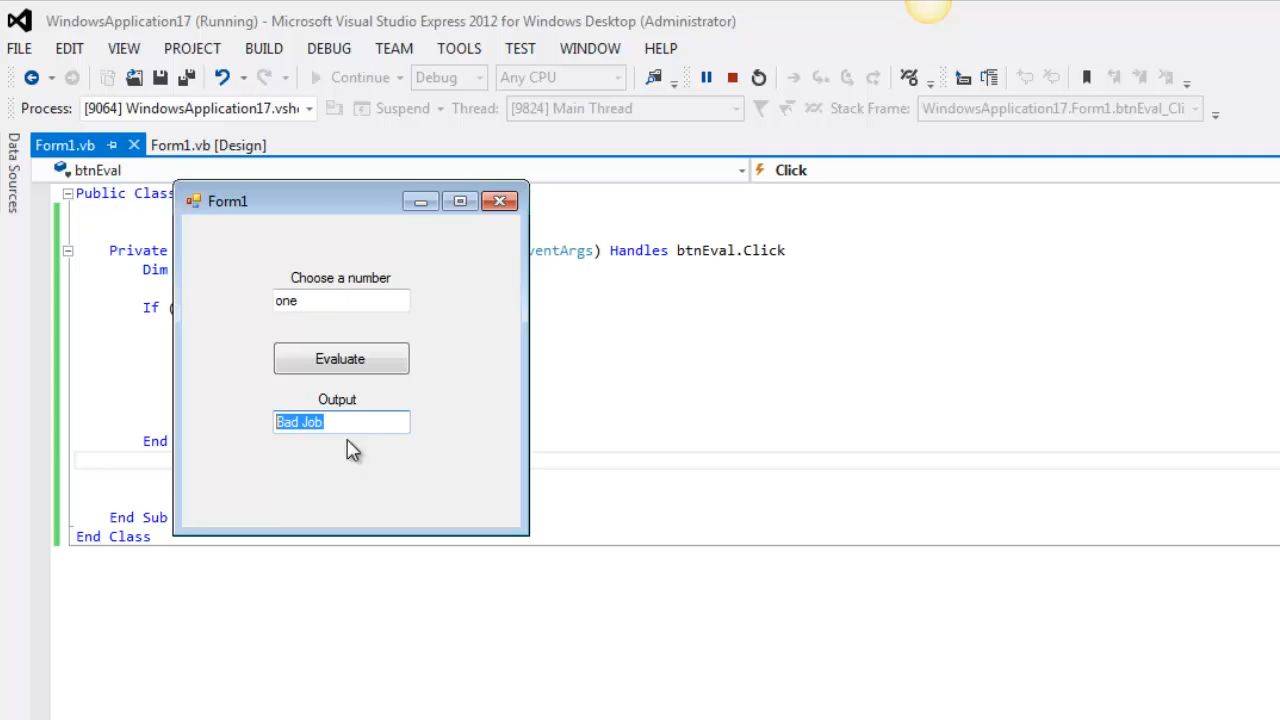 WindowsApplication17 (Running) - Microsoft Visual Studio Express 2012 for Windows Desktop (Administrator)
FILE EDIT VIEW PROJECT BUILD DEBUG TEAM TOOLS TEST WINDOW HELP
Continue Debug Any CPU
Process: [9064] WindowsApplication17.vsho Suspend Thread: [9824] Main Thread Stack Frame: WindowsApplication17.Form1.btnEval_Cli
Data Sources
Form1.vb Form1.vb [Design]
btnEval Click
Public Class
Private ventArgs) Handles btnEval.Click
Dim
If (
End
End Sub
End Class
Form1
Choose a number
one
Evaluate
Output
Bad Job